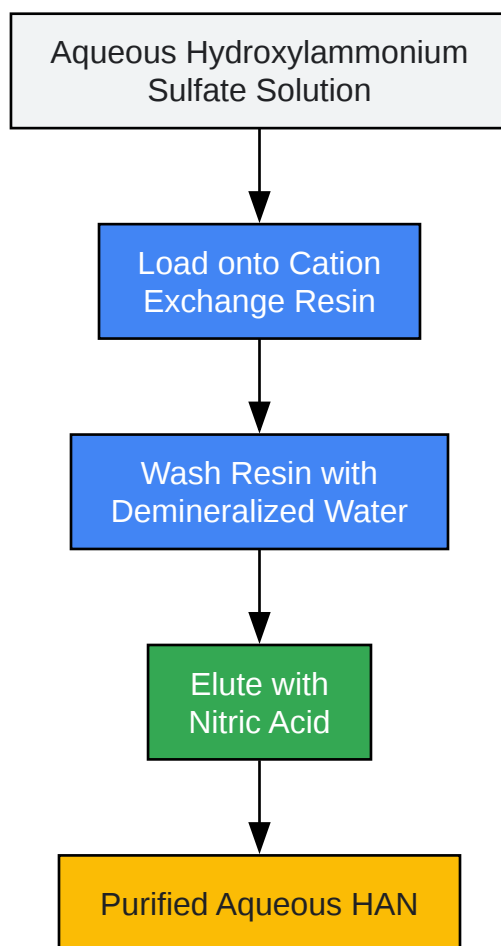 Aqueous Hydroxylammonium
Sulfate Solution
Load onto Cation
Exchange Resin
Wash Resin with
Demineralized Water
Elute with
Nitric Acid
Purified Aqueous HAN